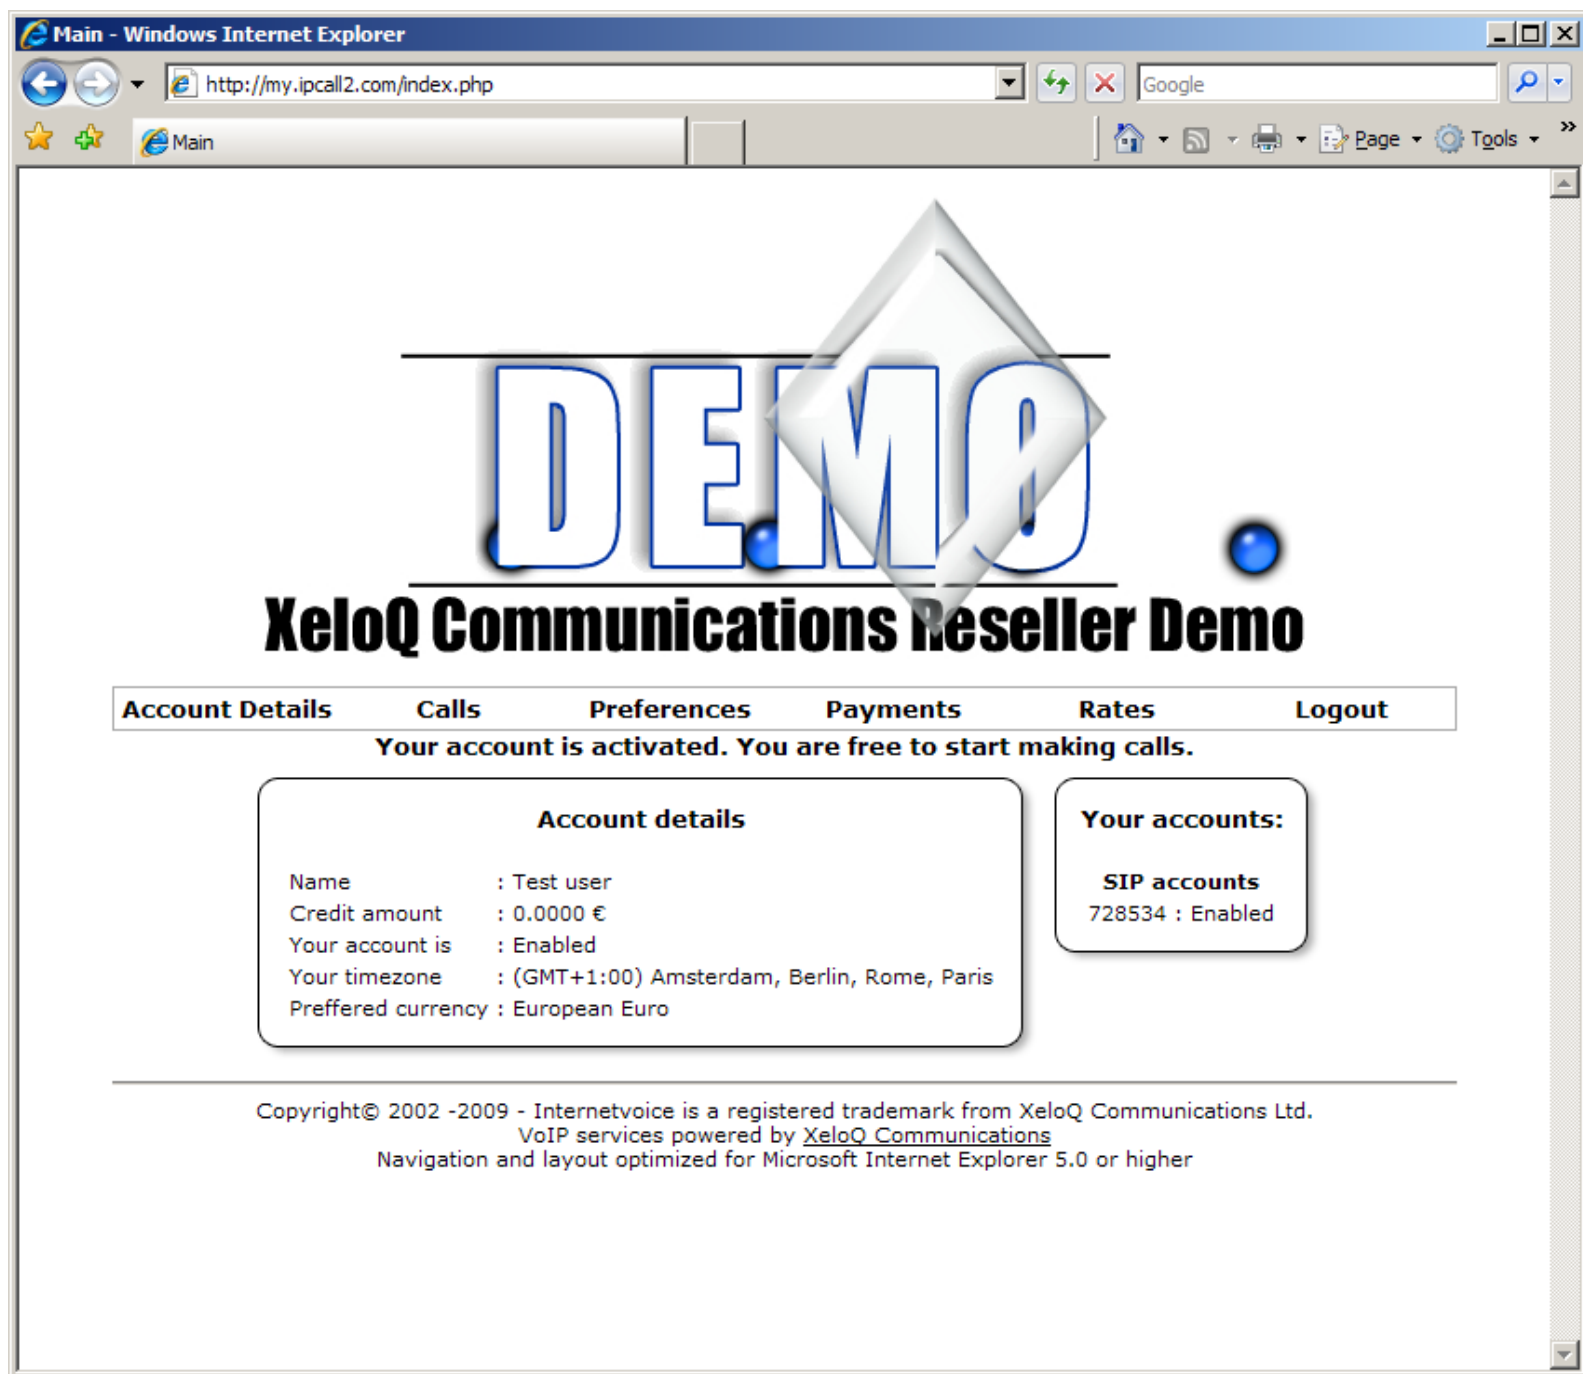 Main - Windows Internet Explorer
http://my.ipcall2.com/index.php
Google
Main
Page
Tools
DEMO
XeloQ Communications Reseller Demo
Account Details Calls Preferences Payments Rates Logout
Your account is activated. You are free to start making calls.
Account details
Name : Test user
Credit amount : 0.0000 €
Your account is : Enabled
Your timezone : (GMT+1:00) Amsterdam, Berlin, Rome, Paris
Preffered currency : European Euro
Your accounts:
SIP accounts
728534 : Enabled
Copyright© 2002 -2009 - Internetvoice is a registered trademark from XeloQ Communications Ltd.
VoIP services powered by XeloQ Communications
Navigation and layout optimized for Microsoft Internet Explorer 5.0 or higher